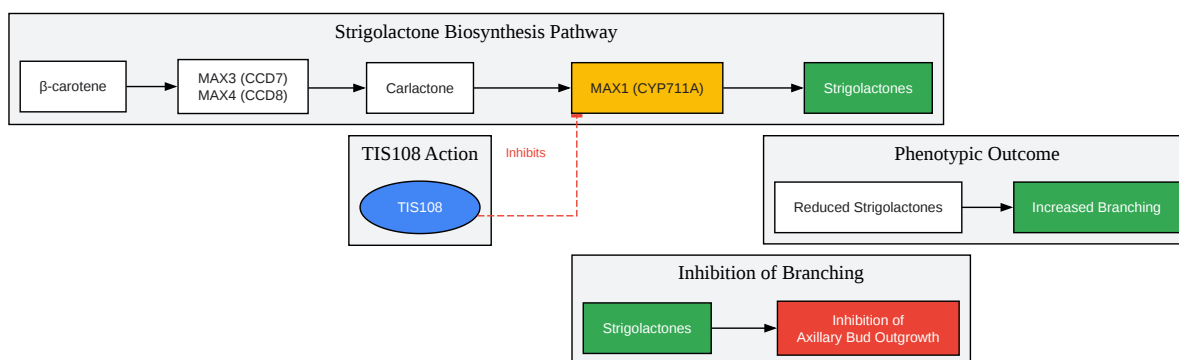 Strigolactone Biosynthesis Pathway
β-carotene
MAX3 (CCD7)
MAX4 (CCD8)
Carlactone
MAX1 (CYP711A)
Strigolactones
TIS108 Action
Inhibits
TIS108
Phenotypic Outcome
Reduced Strigolactones
Increased Branching
Inhibition of Branching
Strigolactones
Inhibition of
Axillary Bud Outgrowth